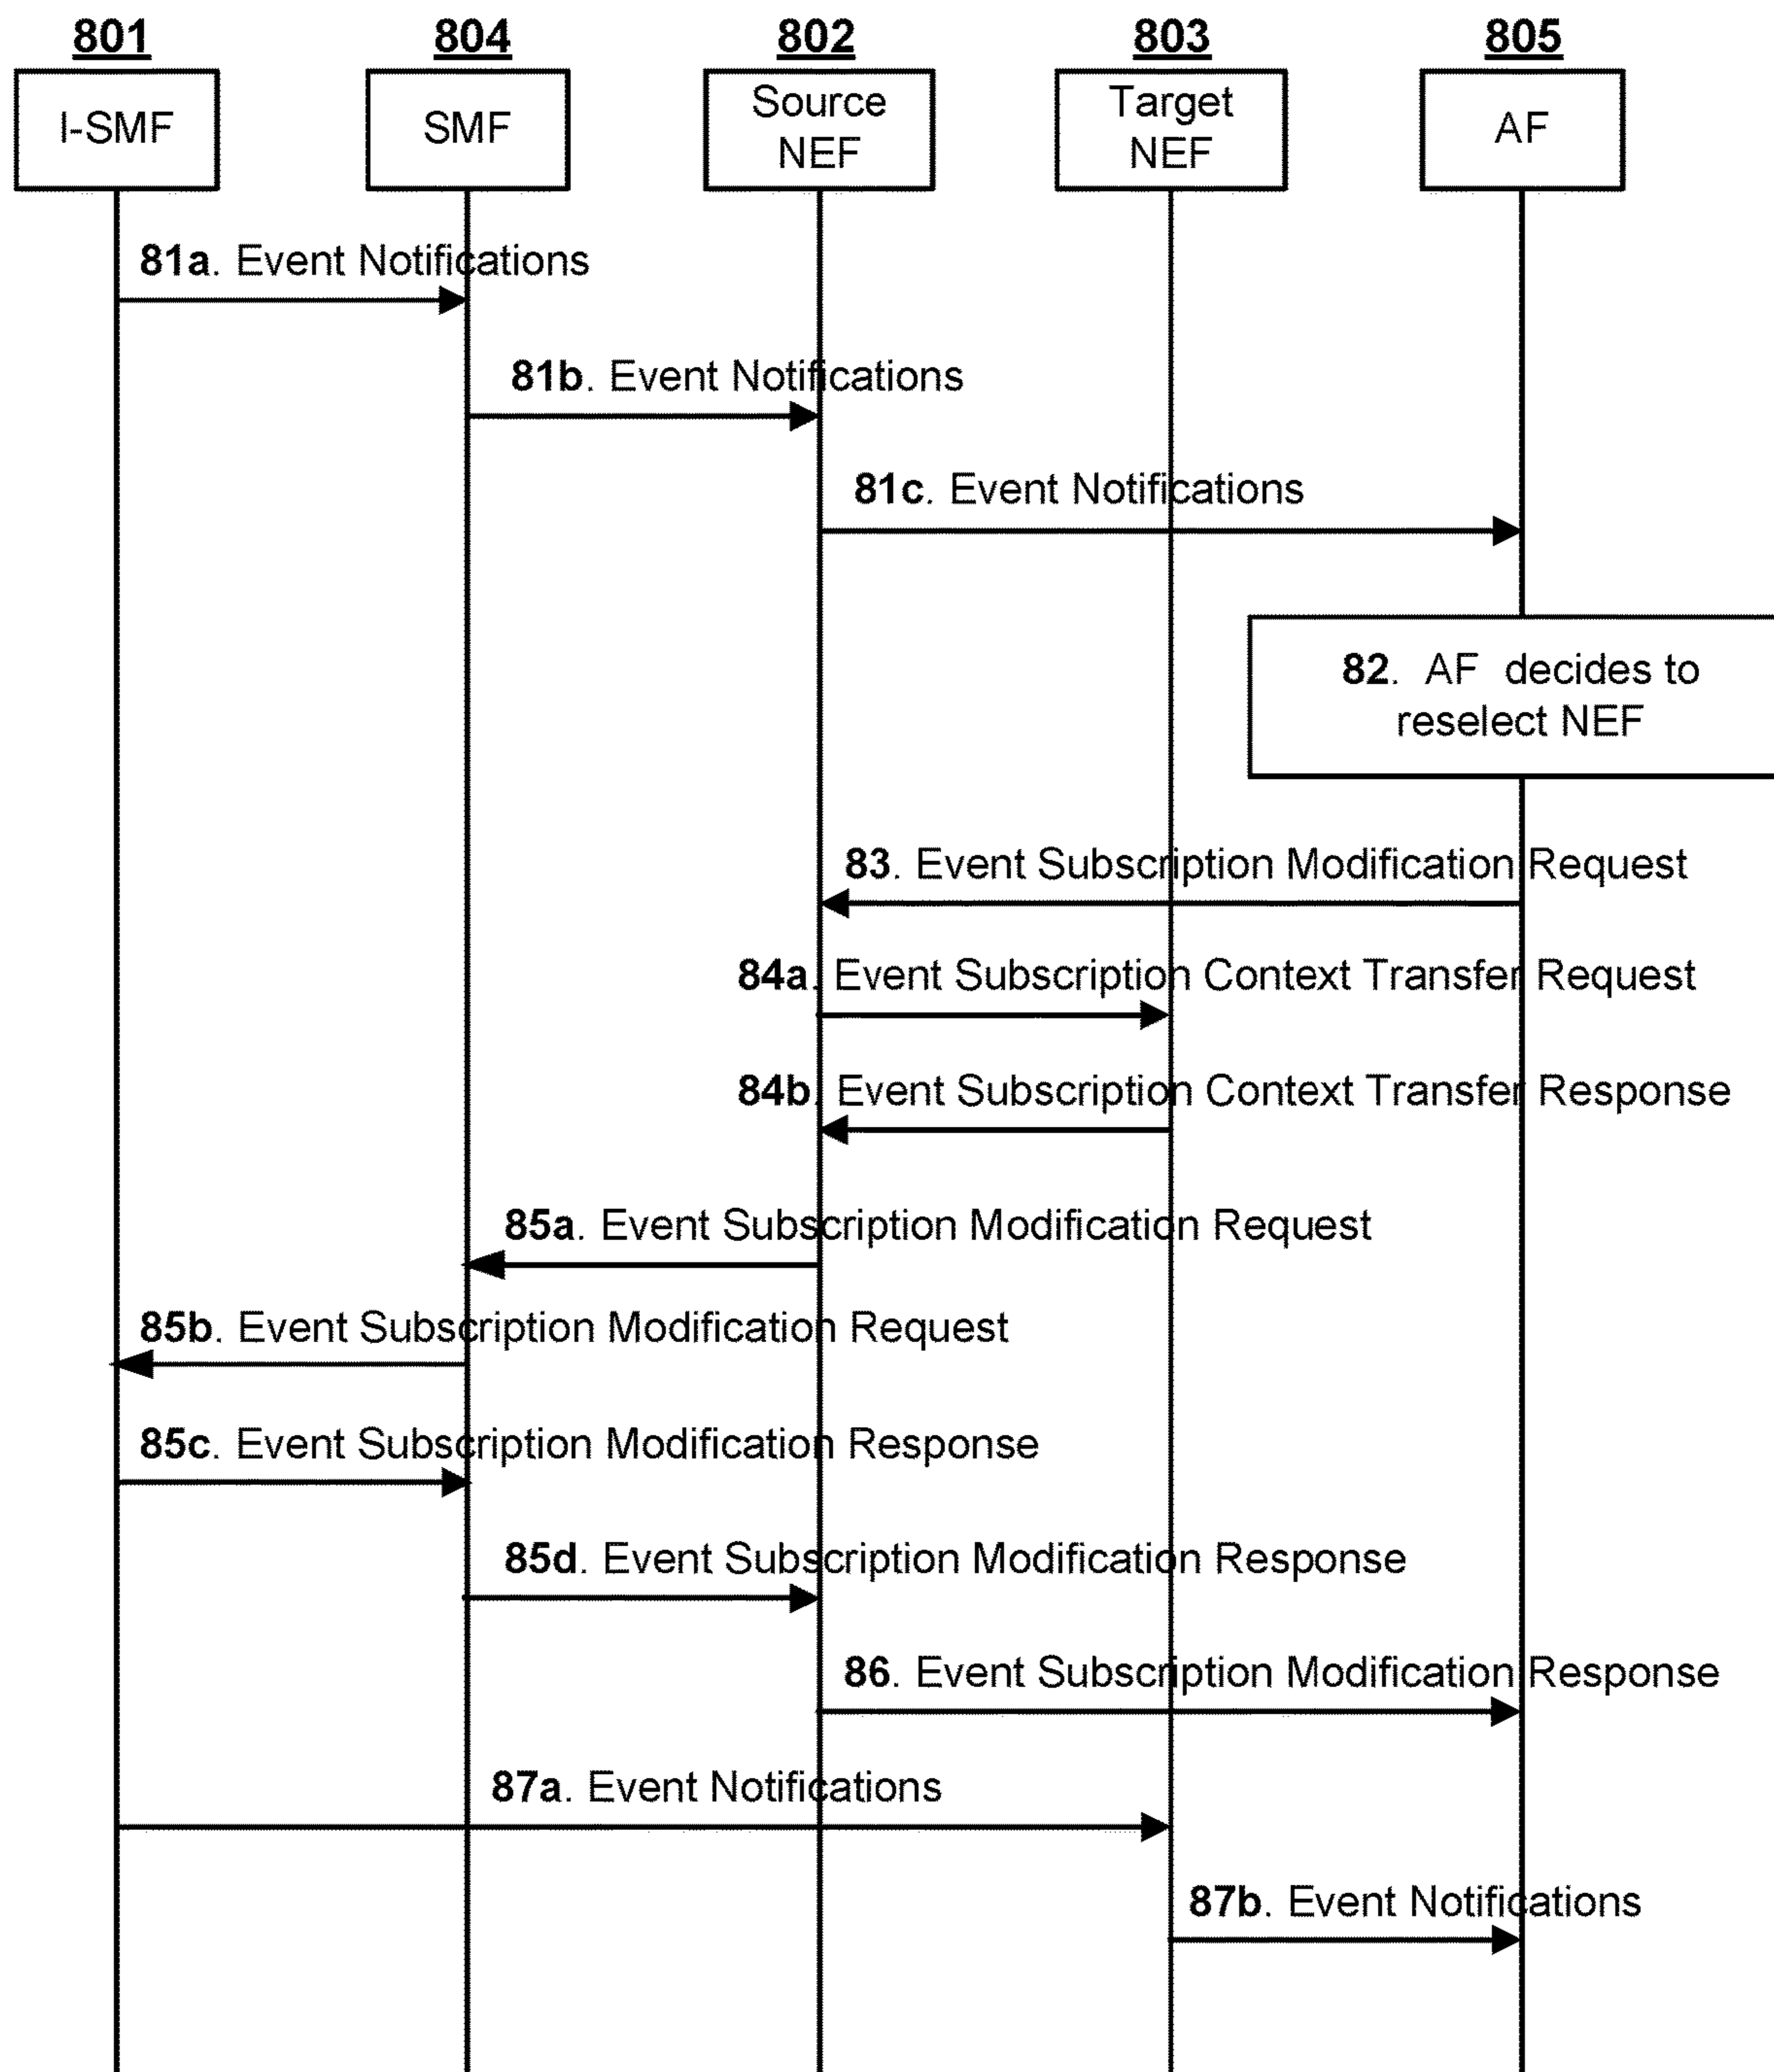 801 804 802 803 805
I-SMF SMF Source NEF Target NEF AF
81a. Event Notifications
81b. Event Notifications
81c. Event Notifications
82. AF decides to
reselect NEF
83. Event Subscription Modification Request
84a. Event Subscription Context Transfer Request
84b. Event Subscription Context Transfer Response
85a. Event Subscription Modification Request
85b. Event Subscription Modification Request
85c. Event Subscription Modification Response
85d. Event Subscription Modification Response
86. Event Subscription Modification Response
87a. Event Notifications
87b. Event Notifications